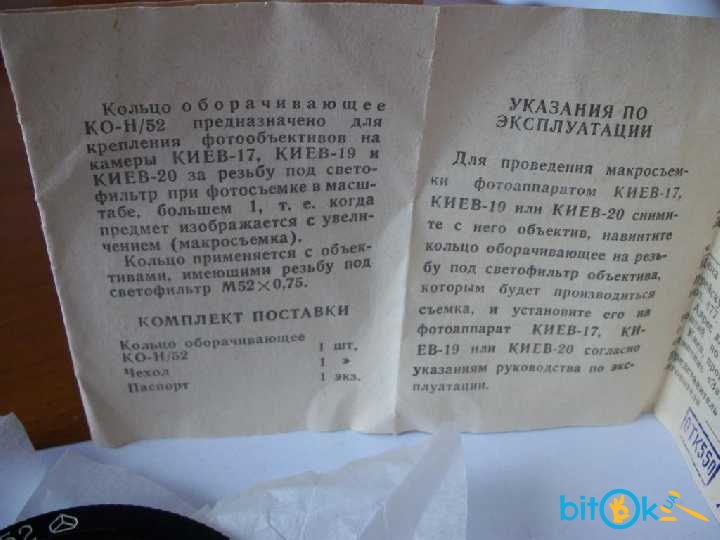 Кольцо оборачивающее
КО-Н/52 предназначено для
крепления фотообъективов на
камеры КИЕВ-17, КИЕВ-19 и
КИЕВ-20 за резьбу под свето-
фильтр при фотосъемке в масш-
табе, большем 1, т. е. когда
предмет изображается с увели-
чением (макросъемка).
Кольцо применяется с объек-
тивами, имеющими резьбу под
светофильтр М52×0,75.
КОМПЛЕКТ ПОСТАВКИ
Кольцо оборачивающее
КО-Н/52 1 шт.
Чехол 1 »
Паспорт 1 экз.
УКАЗАНИЯ ПО
ЭКСПЛУАТАЦИИ
Для проведения макросъем-
ки фотоаппаратом КИЕВ-17,
КИЕВ-19 или КИЕВ-20 сними-
те с него объектив, навинтите
кольцо оборачивающее на резь-
бу под светофильтр объектива,
которым будет производиться
съемка, и установите его на
фотоаппарат КИЕВ-17, КИ-
ЕВ-19 или КИЕВ-20 согласно
указаниям руководства по экс-
плуатации.
ОТК550
52
bitok.ua